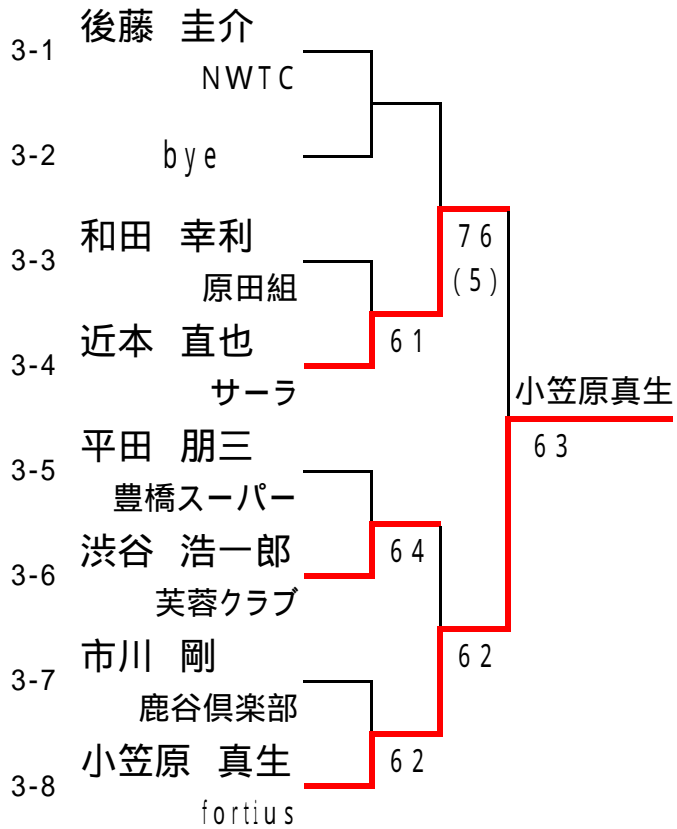 3-1
後藤 圭介
NWTC
3-2
bye
3-3
和田 幸利
原田組
3-4
近本 直也
サーラ
3-5
平田 朋三
豊橋スーパー
3-6
渋谷 浩一郎
芙蓉クラブ
3-7
市川 剛
鹿谷倶楽部
3-8
小笠原 真生
fortius
61
64
62
76
(5)
62
小笠原真生
63